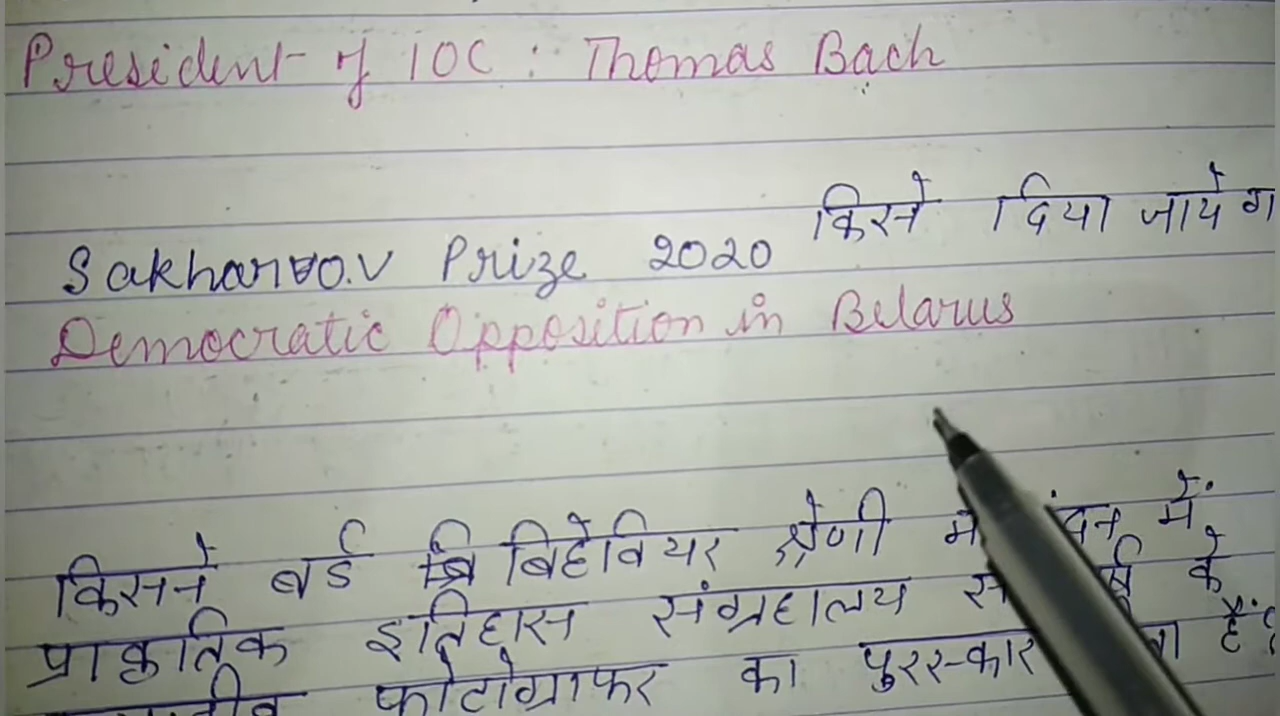 President of IOC : Thomas Bach
Sakharvo.v Prize 2020 किसे दिया जायेग
Democratic Opposition in Belarus
किसने बर्ड बिहेवियर श्रेणी में में
प्राकृतिक इतिहास संग्रहालय के
फोटोग्राफर का पुरस्कार है?